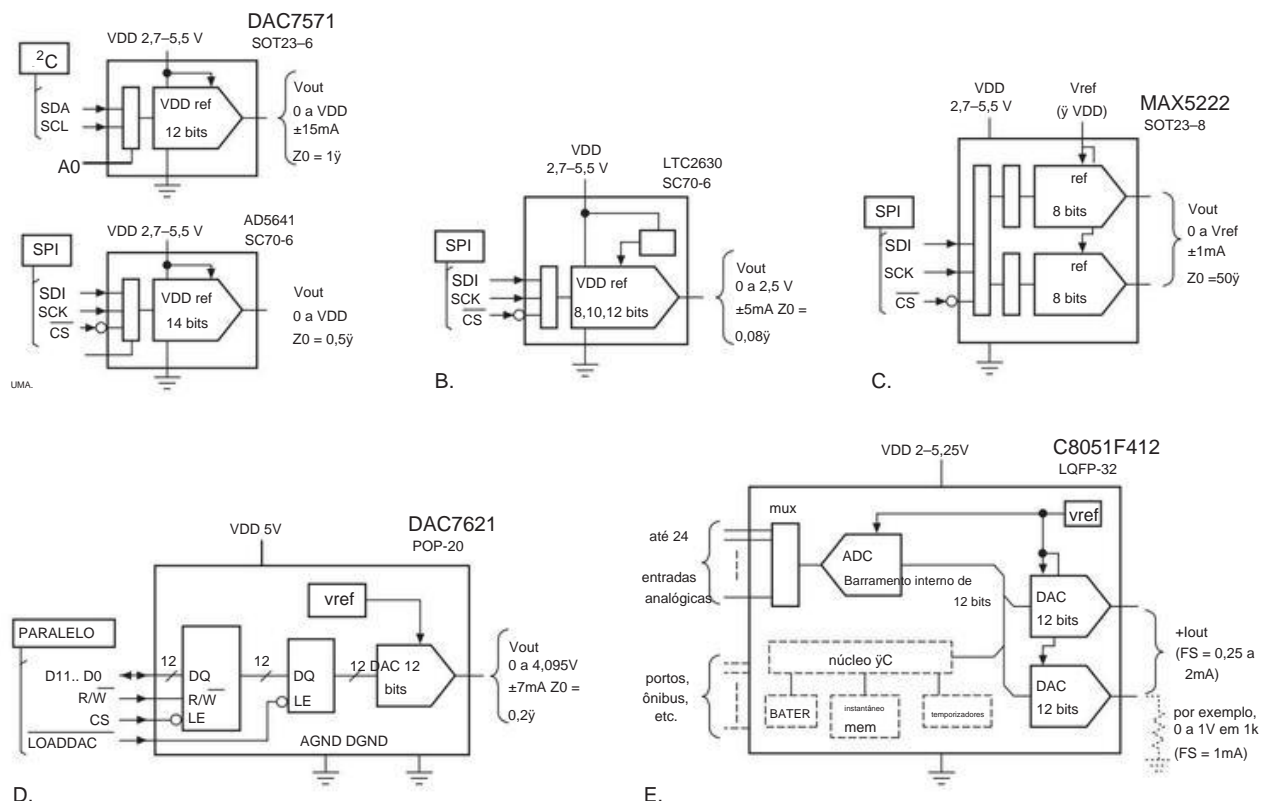 DAC7571
SOT23–6
VDD 2,7–5,5 V
²C
SDA
SCL
A0
VDD ref
12 bits
Vout
0 a VDD
±15mA
Z0 = 1ÿ
AD5641
SC70-6
VDD 2,7–5,5 V
SPI
SDI
SCK
CS
VDD ref
14 bits
Vout
0 a VDD
Z0 = 0,5ÿ
UMA.
LTC2630
SC70-6
VDD
2,7–5,5 V
SPI
SDI
SCK
CS
VDD ref
8,10,12 bits
Vout
0 a 2,5 V
±5mA Z0 =
0,08ÿ
B.
MAX5222
SOT23–8
VDD
2,7–5,5 V
Vref
(ÿ VDD)
SPI
SDI
SCK
CS
ref
8 bits
ref
8 bits
Vout
0 a Vref
±1mA
Z0 =50ÿ
C.
DAC7621
POP-20
VDD 5V
PARALELO
D11.. D0
R/W
CS
LOADDAC
12
DQ
R/W
LE
12
DQ
LE
vref
12 DAC 12
bits
AGND DGND
Vout
0 a 4,095V
±7mA Z0 =
0,2ÿ
D.
C8051F412
LQFP-32
VDD 2–5,25V
mux
até 24
entradas
analógicas
ADC
Barramento interno de
12 bits
vref
DAC
12 bits
DAC
12 bits
núcleo ÿC
BATER
instantâneo
mem
temporizadores
portos,
ônibus,
etc.
+Iout
(FS = 0,25 a
2mA)
por exemplo,
0 a 1V em 1k
(FS = 1mA)
E.